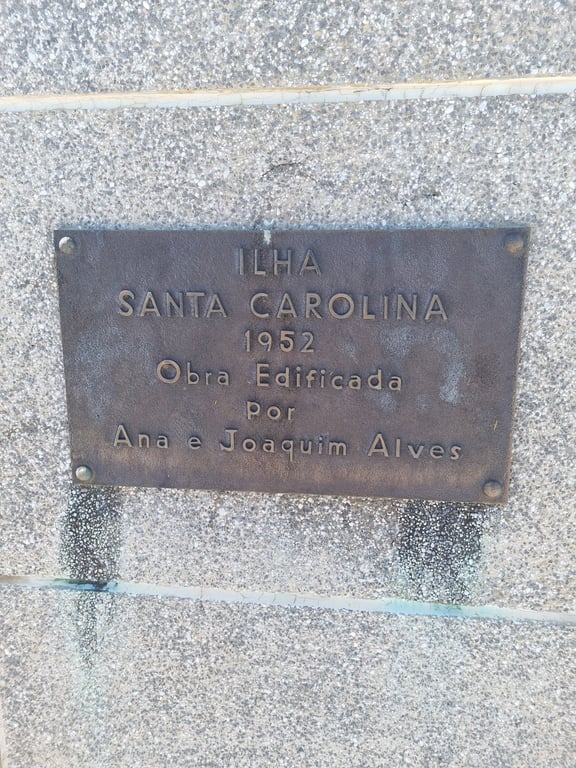 ILHA
SANTA CAROLINA
1952
Obra Edificada
por
Ana e Joaquim Alves